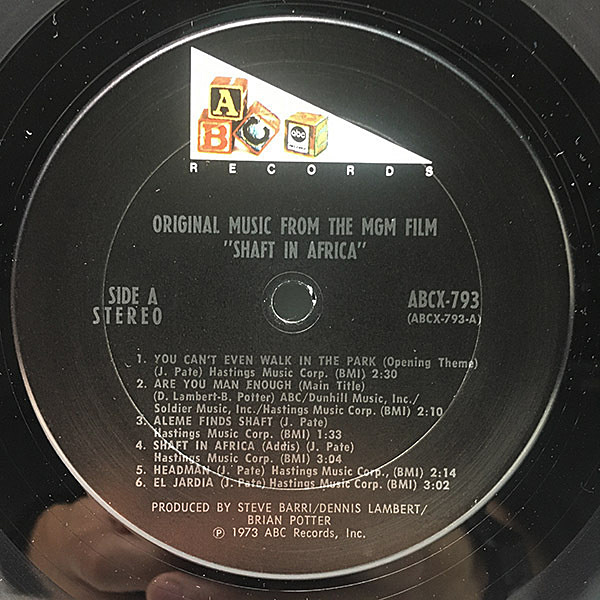 A
B C abc
RECORDS
ORIGINAL MUSIC FROM THE MGM FILM
"SHAFT IN AFRICA"
SIDE A
STEREO
ABCX-793
(ABCX-793-A)
1. YOU CAN'T EVEN WALK IN THE PARK (Opening Theme)
(J. Pate) Hastings Music Corp. (BMI) 2:30
2. ARE YOU MAN ENOUGH (Main Title)
(D. Lambert-B. Potter) ABC/Dunhill Music, Inc./
Soldier Music, Inc./Hastings Music Corp. (BMI) 2:10
3. ALEME FINDS SHAFT (J. Pate)
Hastings Music Corp. (BMI) 1:33
4. SHAFT IN AFRICA (Addis) (J. Pate)
Hastings Music Corp. (BMI) 3:04
5. HEADMAN (J. Pate) Hastings Music Corp., (BMI) 2:14
6. EL JARDIA (J. Pate) Hastings Music Corp. (BMI) 3:02
PRODUCED BY STEVE BARRI/DENNIS LAMBERT/
BRIAN POTTER
℗ 1973 ABC Records, Inc.